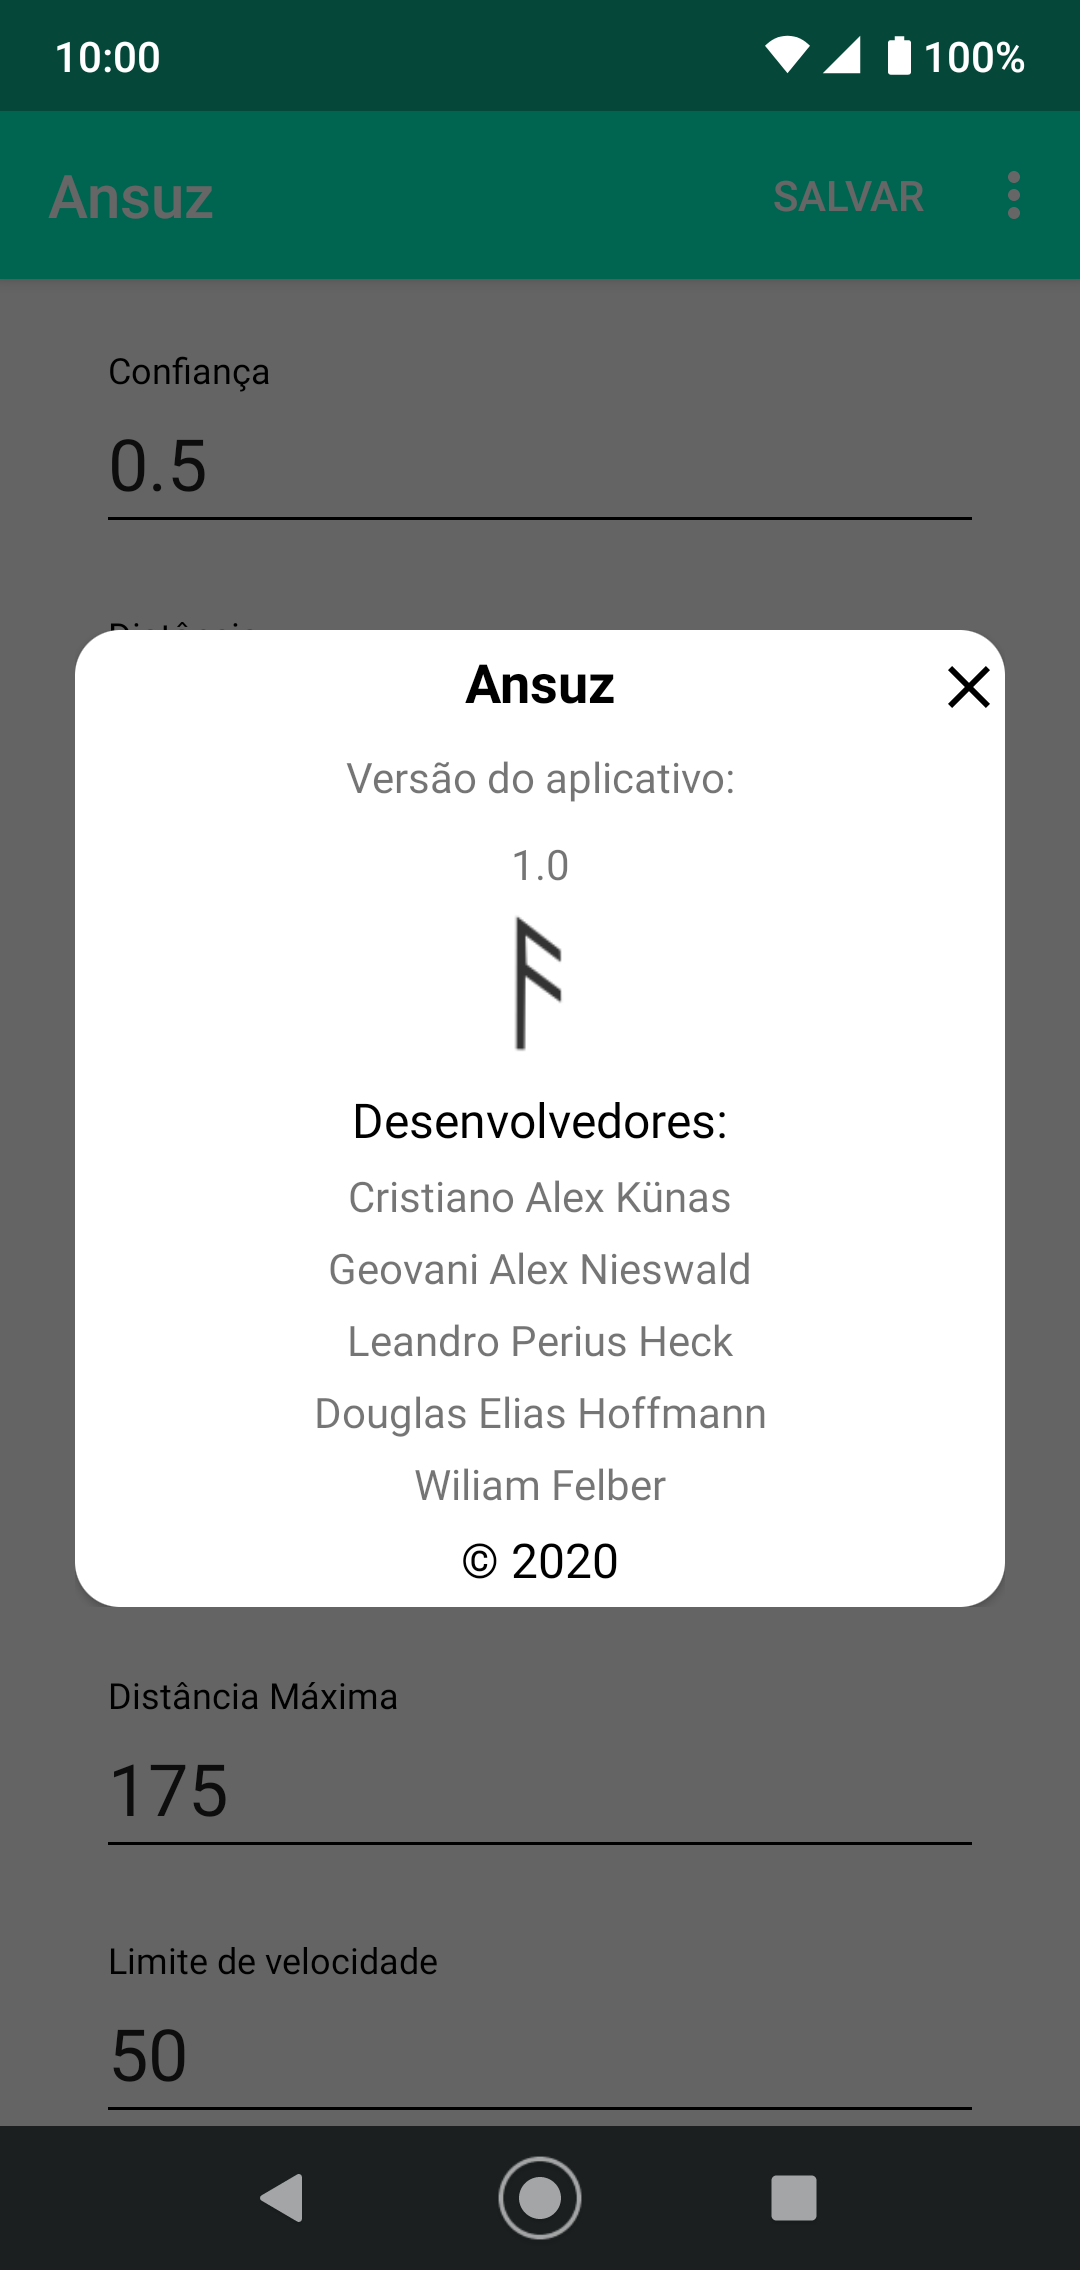 10:00 100%
Ansuz SALVAR
Confiança
0.5
Ansuz
Versão do aplicativo:
1.0
Desenvolvedores:
Cristiano Alex Künas
Geovani Alex Nieswald
Leandro Perius Heck
Douglas Elias Hoffmann
Wiliam Felber
© 2020
Distância Máxima
175
Limite de velocidade
50